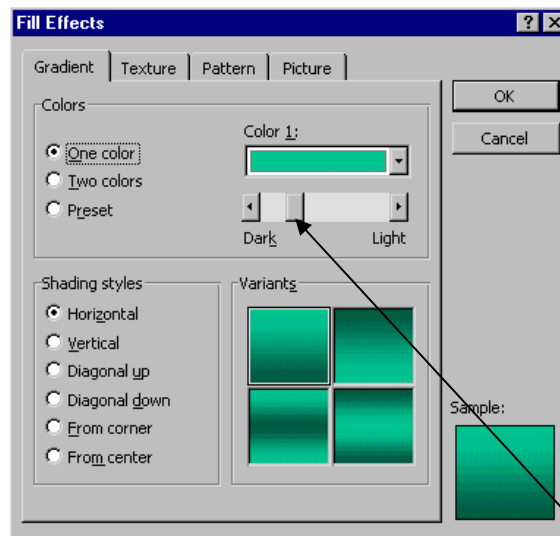 Fill Effects
Gradient Texture Pattern Picture
Colors
One color
Two colors
Preset
Color 1:
Dark Light
OK
Cancel
Shading styles
Horizontal
Vertical
Diagonal up
Diagonal down
From corner
From center
Variants
Sample: